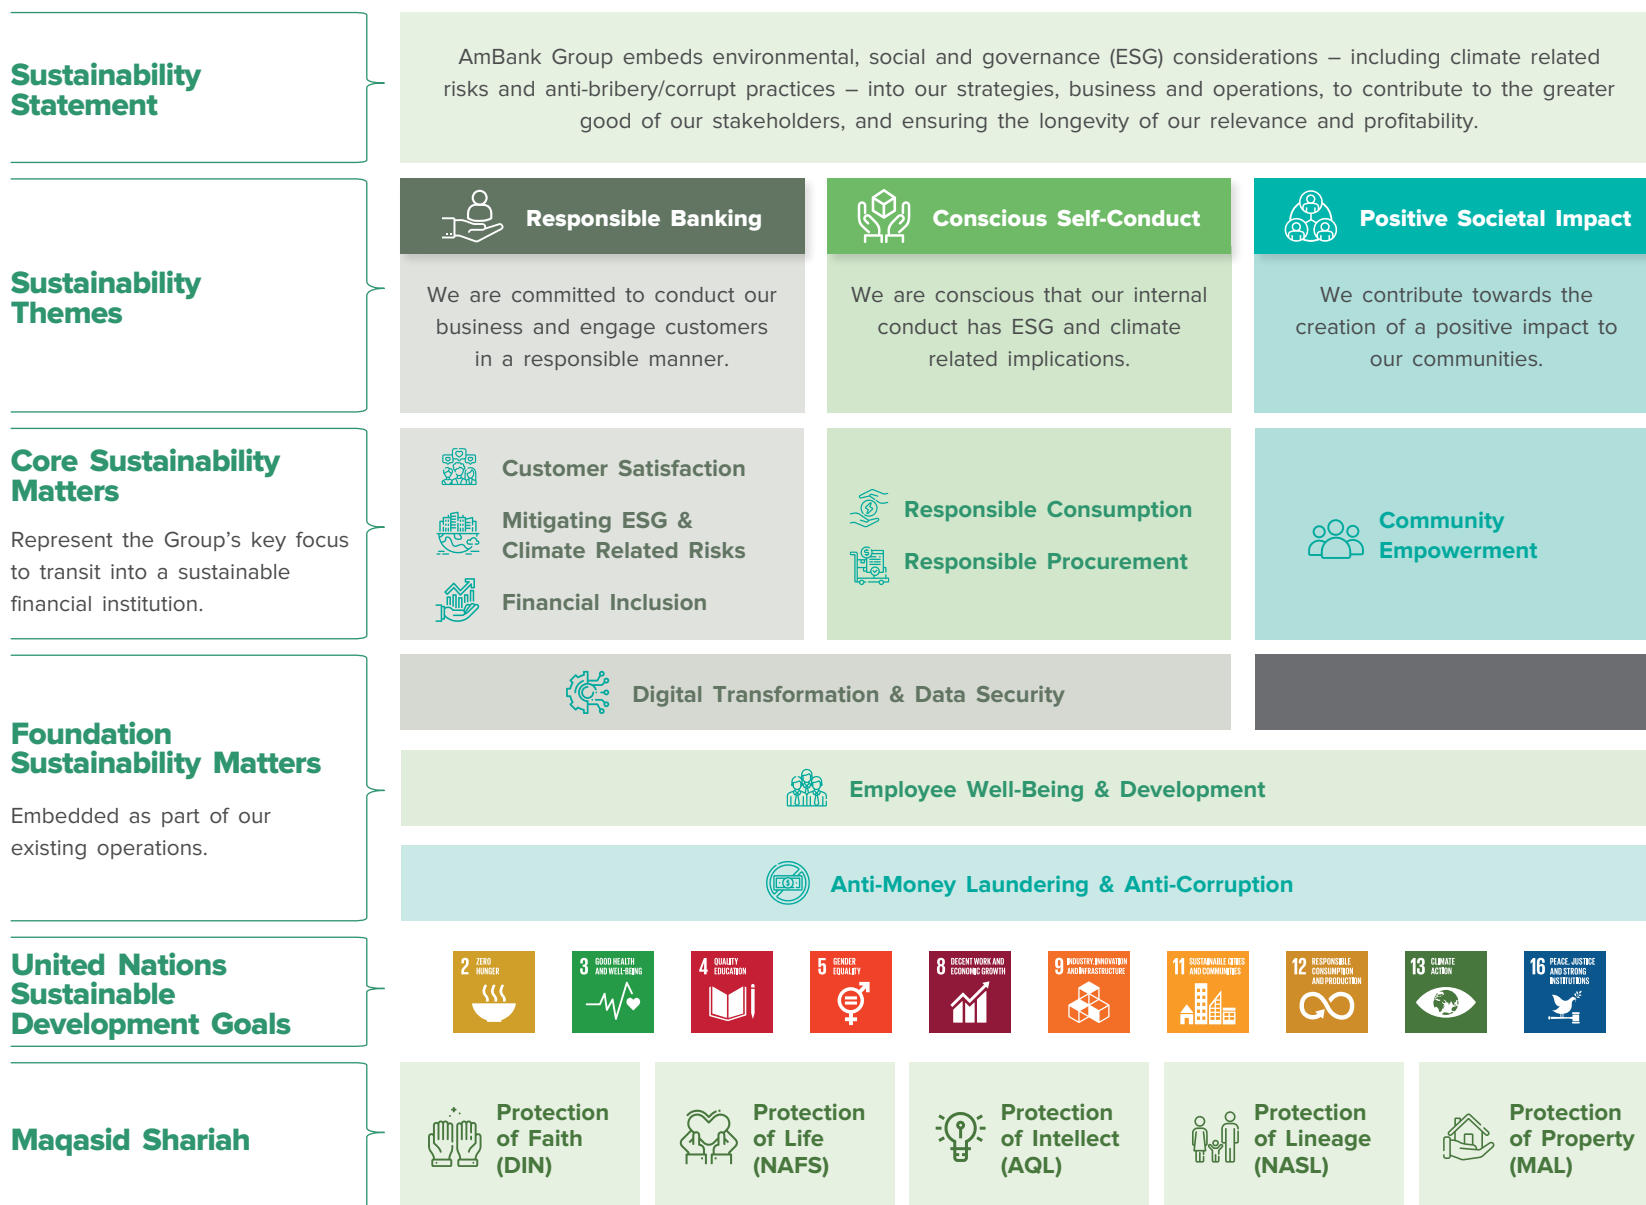 Sustainability
Statement
AmBank Group embeds environmental, social and governance (ESG) considerations – including climate related
risks and anti-bribery/corrupt practices – into our strategies, business and operations, to contribute to the greater
good of our stakeholders, and ensuring the longevity of our relevance and profitability.
Sustainability
Themes
Responsible Banking
We are committed to conduct our
business and engage customers
in a responsible manner.
Conscious Self-Conduct
We are conscious that our internal
conduct has ESG and climate
related implications.
Positive Societal Impact
We contribute towards the
creation of a positive impact to
our communities.
Core Sustainability
Matters
Represent the Group's key focus
to transit into a sustainable
financial institution.
Customer Satisfaction
Mitigating ESG &
Climate Related Risks
Financial Inclusion
Responsible Consumption
Responsible Procurement
Community
Empowerment
Foundation
Sustainability Matters
Embedded as part of our
existing operations.
Digital Transformation & Data Security
Employee Well-Being & Development
Anti-Money Laundering & Anti-Corruption
United Nations
Sustainable
Development Goals
2 ZERO
HUNGER
3 GOOD HEALTH
AND WELL-BEING
4 QUALITY
EDUCATION
5 GENDER
EQUALITY
8 DECENT WORK AND
ECONOMIC GROWTH
9 INDUSTRY, INNOVATION
AND INFRASTRUCTURE
11 SUSTAINABLE CITIES
AND COMMUNITIES
12 RESPONSIBLE
CONSUMPTION
AND PRODUCTION
13 CLIMATE
ACTION
16 PEACE, JUSTICE
AND STRONG
INSTITUTIONS
Maqasid Shariah
Protection
of Faith
(DIN)
Protection
of Life
(NAFS)
Protection
of Intellect
(AQL)
Protection
of Lineage
(NASL)
Protection
of Property
(MAL)